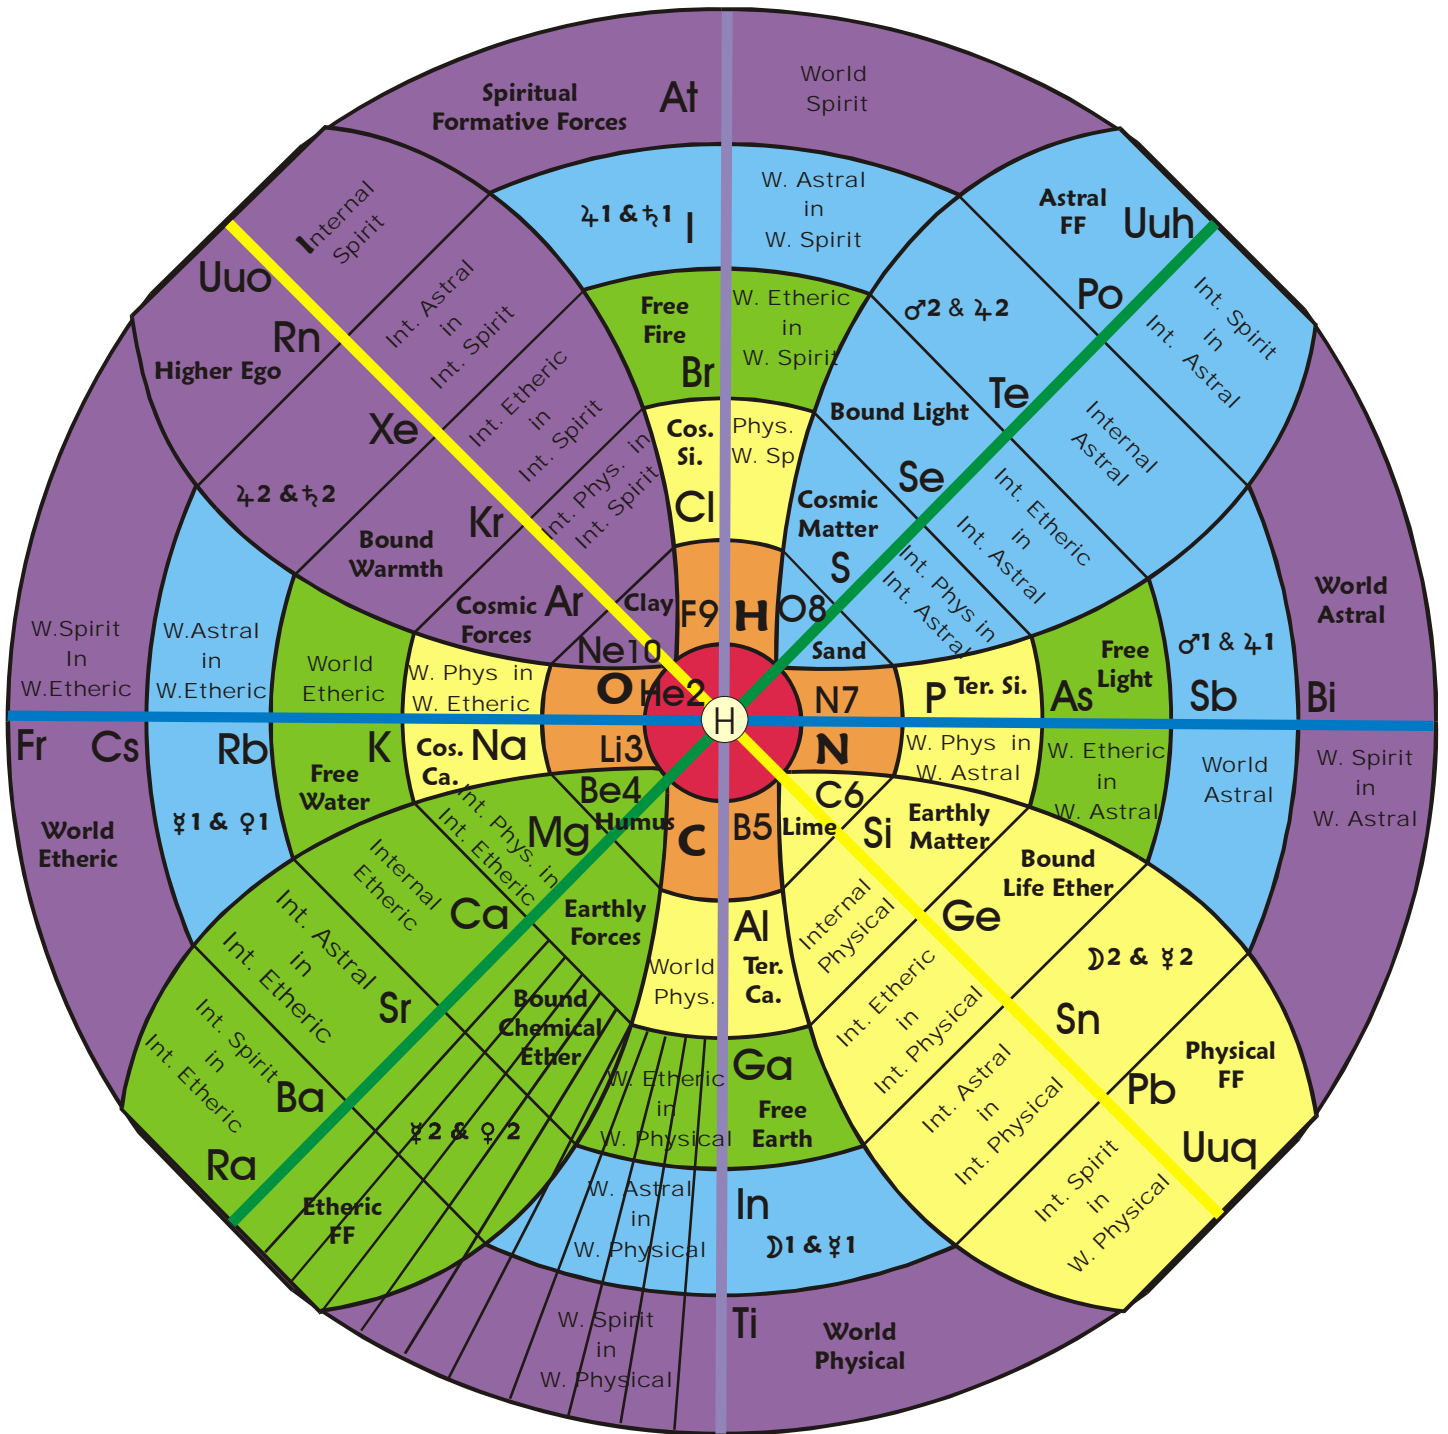 Spiritual
Formative Forces
At
World
Spirit
♃1 & ♄1
I
W. Astral
in
W. Spirit
Free
Fire
Br
W. Etheric
in
W. Spirit
Cos.
Si.
Cl
Phys.
W. Sp
F9
H
Astral
FF
Uuh
Po
Int. Spirit
in
Int. Astral
♂2 & ♃2
Te
Internal
Astral
Bound Light
Se
Int. Etheric
in
Int. Astral
Cosmic
Matter
S
Int. Phys in
Int. Astral
O8
Sand
World
Astral
Bi
W. Spirit
in
W. Astral
♂1 & ♃1
Sb
World
Astral
Free
Light
As
W. Etheric
in
W. Astral
Ter. Si.
P
W. Phys in
W. Astral
N7
N
C6
Lime
Si
Earthly
Matter
Internal
Physical
Bound
Life Ether
Ge
Int. Etheric
in
Int. Physical
☽2 & ☿2
Sn
Int. Astral
in
Int. Physical
Physical
FF
Pb
Uuq
Int. Spirit
in
W. Physical
B5
C
Al
Ter.
Ca.
World
Phys.
Ga
Free
Earth
W. Etheric
in
W. Physical
In
☽1 & ☿1
W. Astral
in
W. Physical
Ti
World
Physical
W. Spirit
in
W. Physical
Be4
Humus
Mg
Int. Phys. in
Int. Etheric
Earthly
Forces
Ca
Internal
Etheric
Bound
Chemical
Ether
Sr
Int. Astral
in
Int. Etheric
☿2 & ♀2
Ba
Int. Spirit
in
Int. Etheric
Ra
Etheric
FF
Li3
O
He2
H
Na
Cos.
Ca.
W. Phys in
W. Etheric
K
Free
Water
World
Etheric
Rb
☿1 & ♀1
W.Astral
in
W.Etheric
Fr
Cs
World
Etheric
W.Spirit
In
W.Etheric
Ne10
Clay
Ar
Cosmic
Forces
Int. Phys. in
Int. Spirit
Kr
Bound
Warmth
Int. Etheric
in
Int. Spirit
Xe
♃2 & ♄2
Int. Astral
in
Int. Spirit
Uuo
Rn
Higher Ego
Internal
Spirit